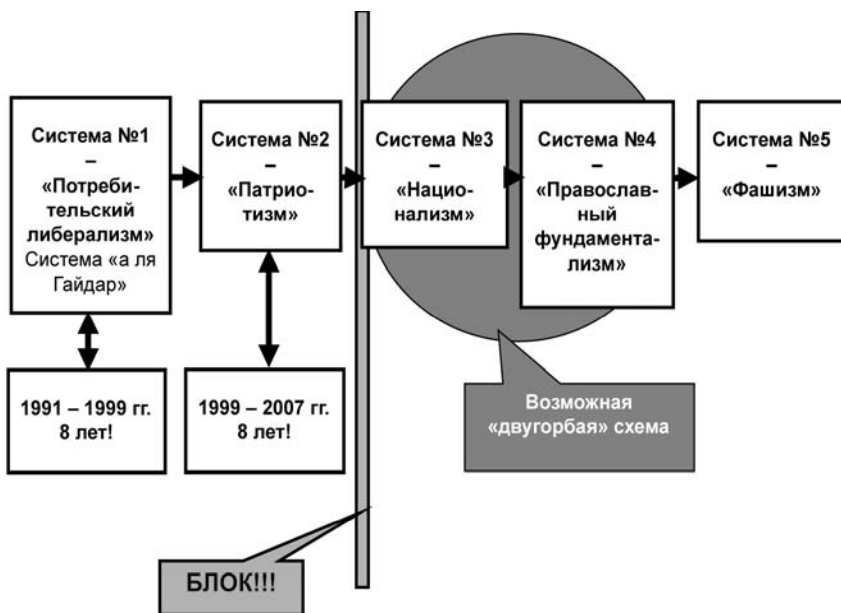 Система №1
–
«Потреби-
тельский
либерализм»
Система «а ля
Гайдар»
Система №2
–
«Патрио-
тизм»
Система №3
–
«Нацио-
нализм»
Система №4
–
«Православ-
ный
фундамента-
лизм»
Система №5
–
«Фашизм»
1991 – 1999 гг.
8 лет!
1999 – 2007 гг.
8 лет!
Возможная
«двугорбая» схема
БЛОК!!!